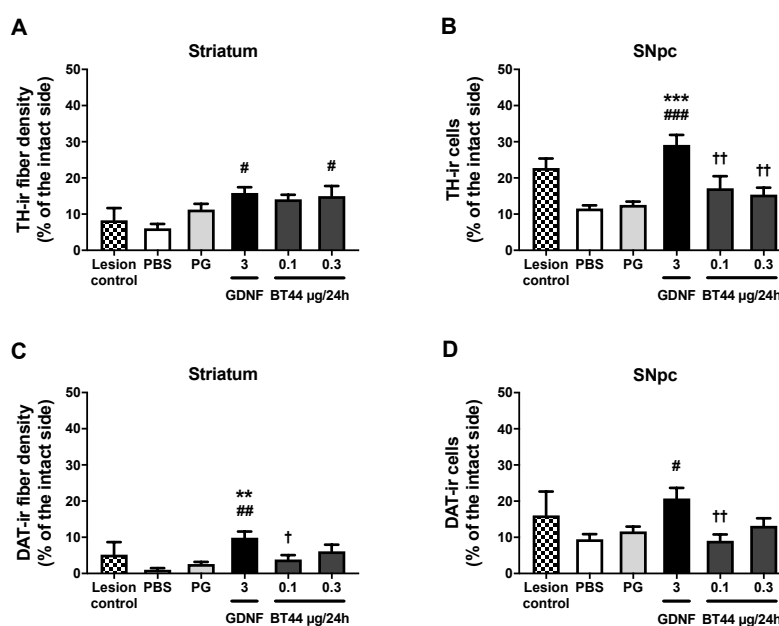 A
Striatum
TH-ir fiber density
(% of the intact side)
50
40
30
20
10
0
#
#
Lesion
control
PBS
PG
3
0.1
0.3
GDNF
BT44 µg/24h
B
SNpc
TH-ir cells
(% of the intact side)
50
40
30
20
10
0
***
###
††
††
Lesion
control
PBS
PG
3
0.1
0.3
GDNF
BT44 µg/24h
C
Striatum
DAT-ir fiber density
(% of the intact side)
50
40
30
20
10
0
**
##
†
Lesion
control
PBS
PG
3
0.1
0.3
GDNF
BT44 µg/24h
D
SNpc
DAT-ir cells
(% of the intact side)
50
40
30
20
10
0
#
††
Lesion
control
PBS
PG
3
0.1
0.3
GDNF
BT44 µg/24h